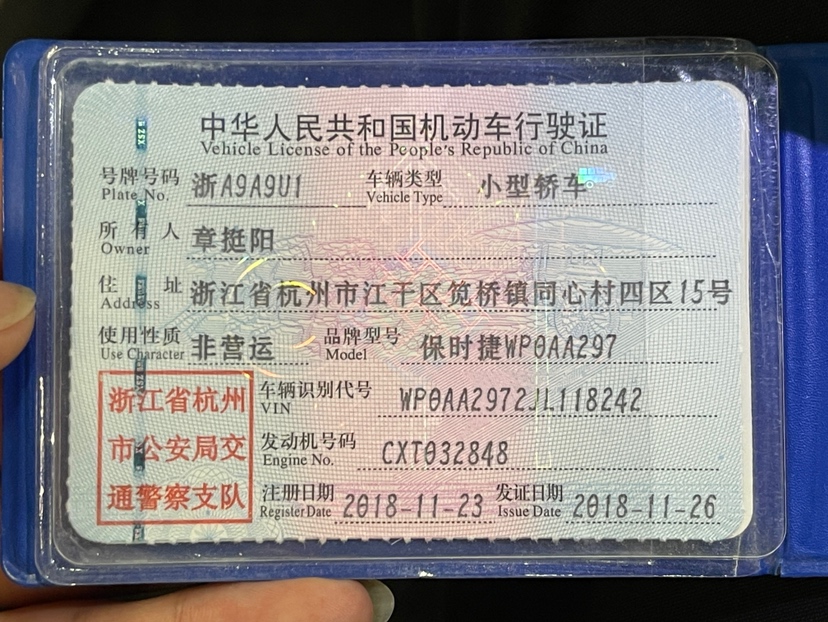 中华人民共和国机动车行驶证
Vehicle License of the People's Republic of China
号牌号码 浙A9A9U1 车辆类型 小型轿车
Plate No. Vehicle Type
所有人 章挺阳
Owner
住址 浙江省杭州市江干区笕桥镇同心村四区15号
Address
使用性质 非营运 品牌型号 保时捷WP0AA297
Use Character Model
浙江省杭州 车辆识别代号 WP0AA2972JL118242
VIN
市公安局交 发动机号码 CXT032848
Engine No.
通警察支队 注册日期 2018-11-23 发证日期 2018-11-26
Register Date Issue Date